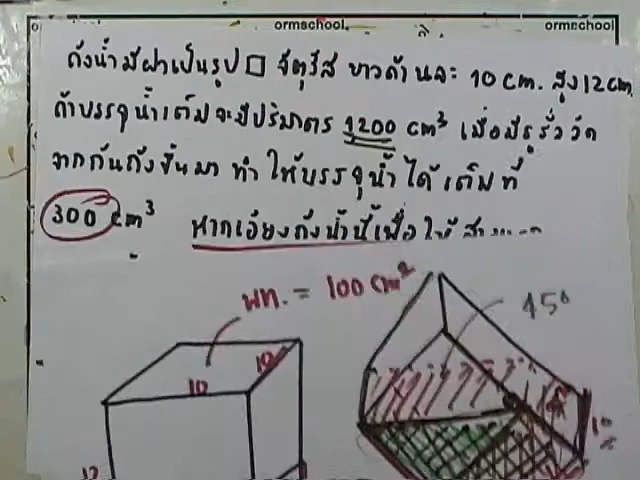 ormschool ormschool
ถังน้ำมีฝาเป็นรูป □ จัตุรัส ยาวด้านละ 10 cm. สูง 12 cm
ถ้าบรรจุน้ำเต็มจะมีปริมาตร 1200 cm³ เมื่อมีรูรั่ววัด
จากก้นถังขึ้นมา ทำให้บรรจุน้ำได้เต็มที่
300 cm³ หากเอียงถังน้ำนี้เพื่อให้
พท. = 100 cm²
45°
10
10
12
10